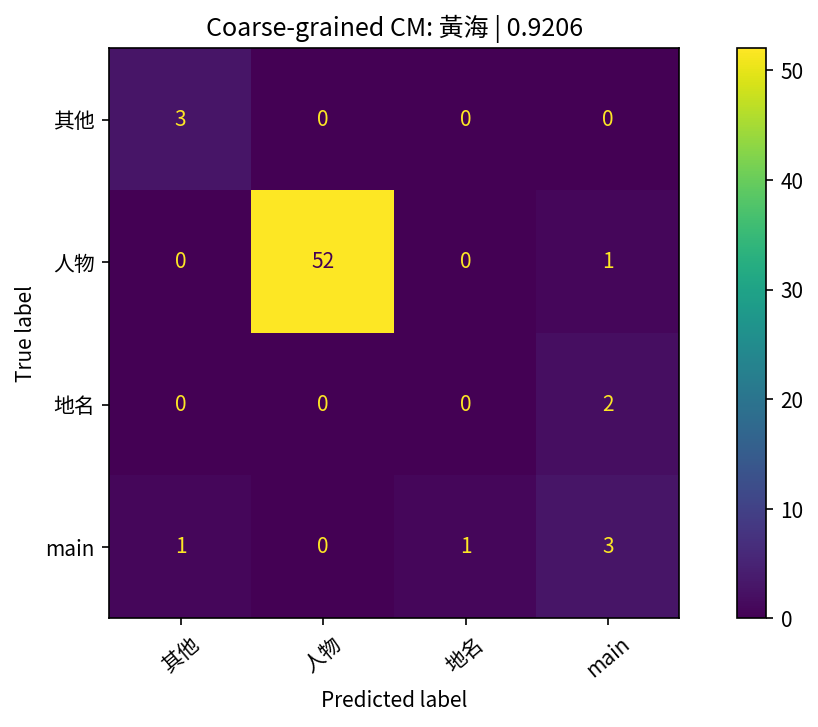 Coarse-grained CM: 黃海 | 0.9206
其他 3 0 0 0
人物 0 52 0 1
地名 0 0 0 2
main 1 0 1 3
其他 人物 地名 main
Predicted label
True label
50
40
30
20
10
0